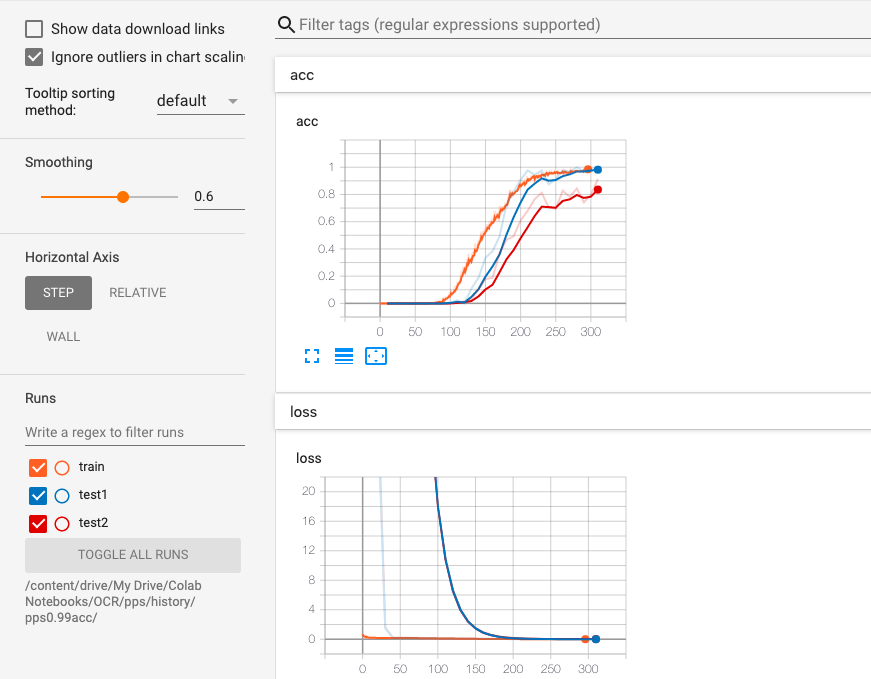 Show data download links
Ignore outliers in chart scalin
Tooltip sorting
method:
default
Smoothing
0.6
Horizontal Axis
STEP
RELATIVE
WALL
Runs
Write a regex to filter runs
train
test1
test2
TOGGLE ALL RUNS
/content/drive/My Drive/Colab
Notebooks/OCR/pps/history/
pps0.99acc/
Filter tags (regular expressions supported)
acc
acc
1
0.8
0.6
0.4
0.2
0
0 50 100 150 200 250 300
loss
loss
20
16
12
8
4
0
0 50 100 150 200 250 300